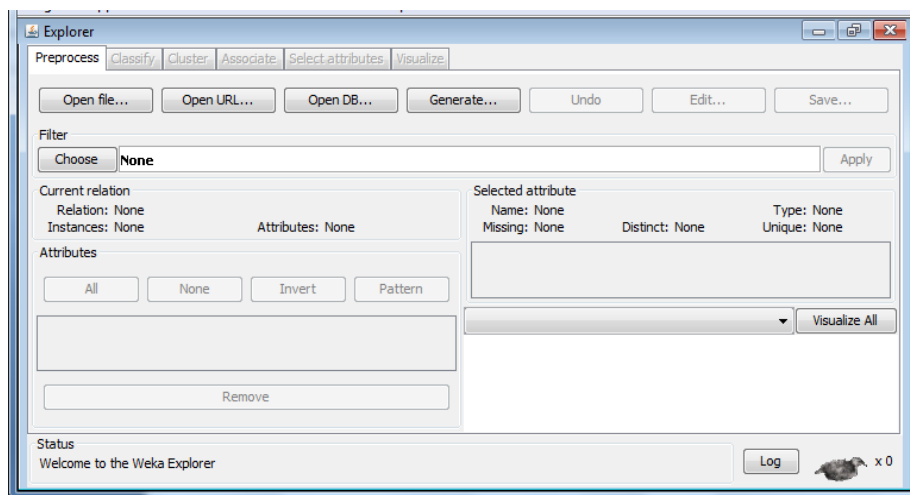 Explorer
Preprocess Classify Cluster Associate Select attributes Visualize
Open file... Open URL... Open DB... Generate... Undo Edit... Save...
Filter
Choose None Apply
Current relation
Relation: None
Instances: None Attributes: None
Selected attribute
Name: None Type: None
Missing: None Distinct: None Unique: None
Attributes
All None Invert Pattern
Remove
Visualize All
Status
Welcome to the Weka Explorer
Log x 0